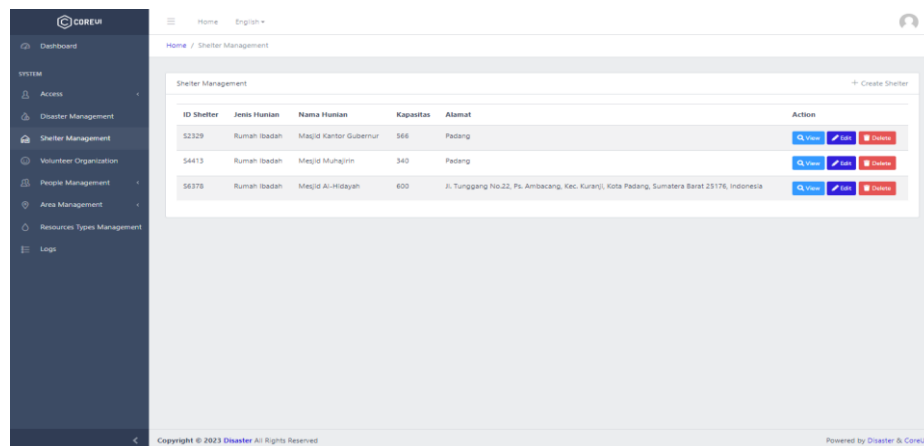 COREUI
Home English
Dashboard
Home / Shelter Management
SYSTEM
Access
Disaster Management
Shelter Management
Volunteer Organization
People Management
Area Management
Resources Types Management
Logs
Shelter Management + Create Shelter
ID Shelter Jenis Hunian Nama Hunian Kapasitas Alamat Action
S2329 Rumah Ibadah Masjid Kantor Gubernur 566 Padang View Edit Delete
S4413 Rumah Ibadah Mesjid Muhajirin 340 Padang View Edit Delete
S6378 Rumah Ibadah Mesjid Al-Hidayah 600 Jl. Tunggang No.22, Ps. Ambacang, Kec. Kuranji, Kota Padang, Sumatera Barat 25176, Indonesia View Edit Delete
Copyright © 2023 Disaster All Rights Reserved Powered by Disaster & CoreU